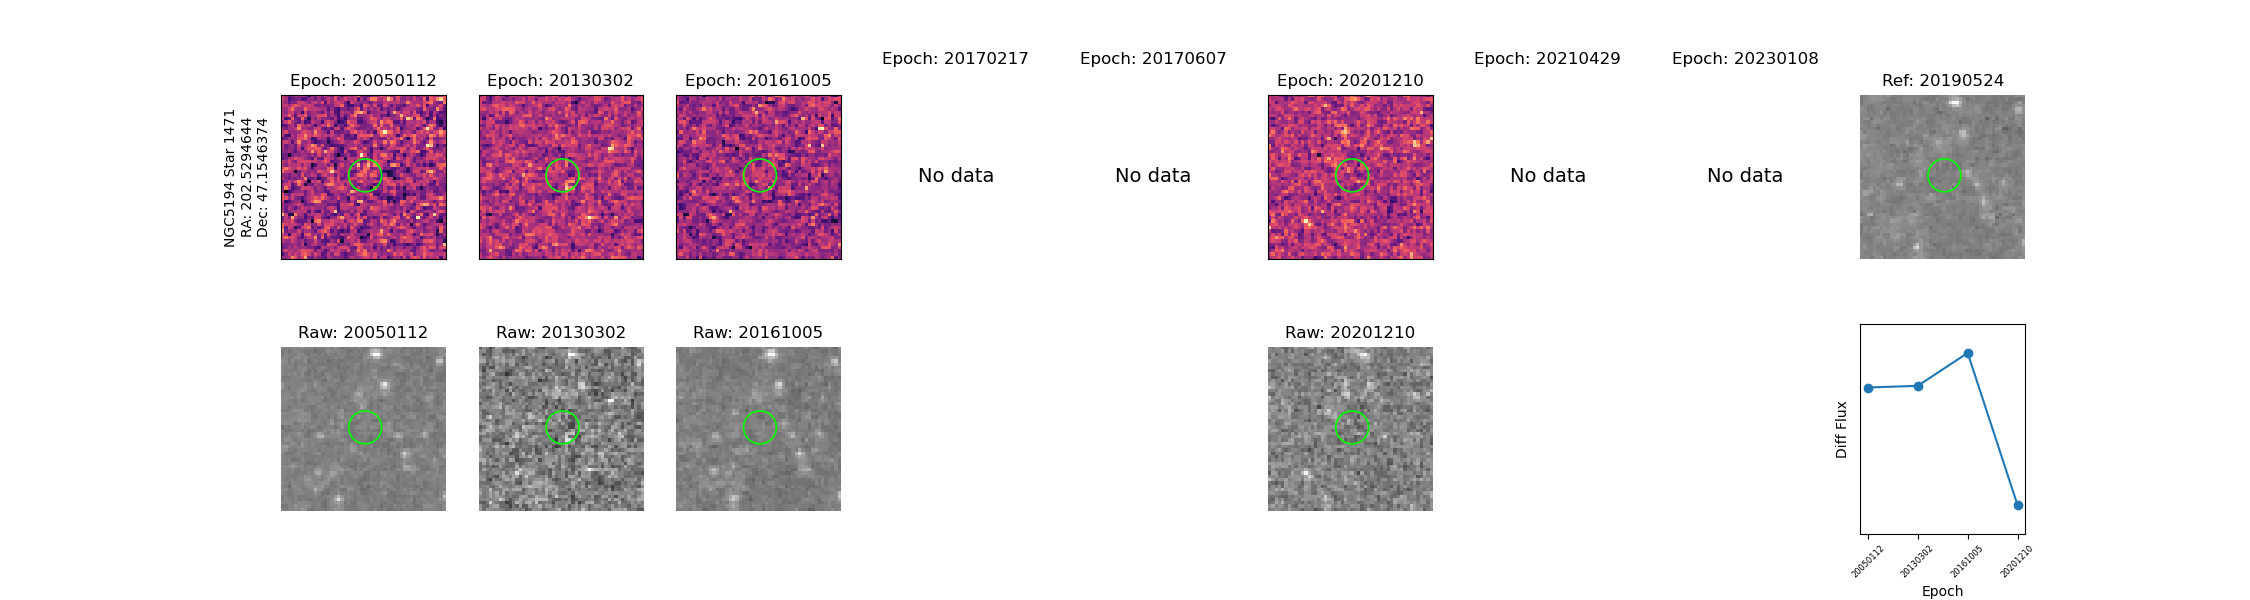 Epoch: 20170217
Epoch: 20170607
Epoch: 20210429
Epoch: 20230108
Epoch: 20050112
Epoch: 20130302
Epoch: 20161005
Epoch: 20201210
Ref: 20190524
NGC5194 Star 1471
RA: 202.5294644
Dec: 47.1546374
No data
No data
No data
No data
Raw: 20050112
Raw: 20130302
Raw: 20161005
Raw: 20201210
Diff Flux
20050112
20130302
20161005
20201210
Epoch